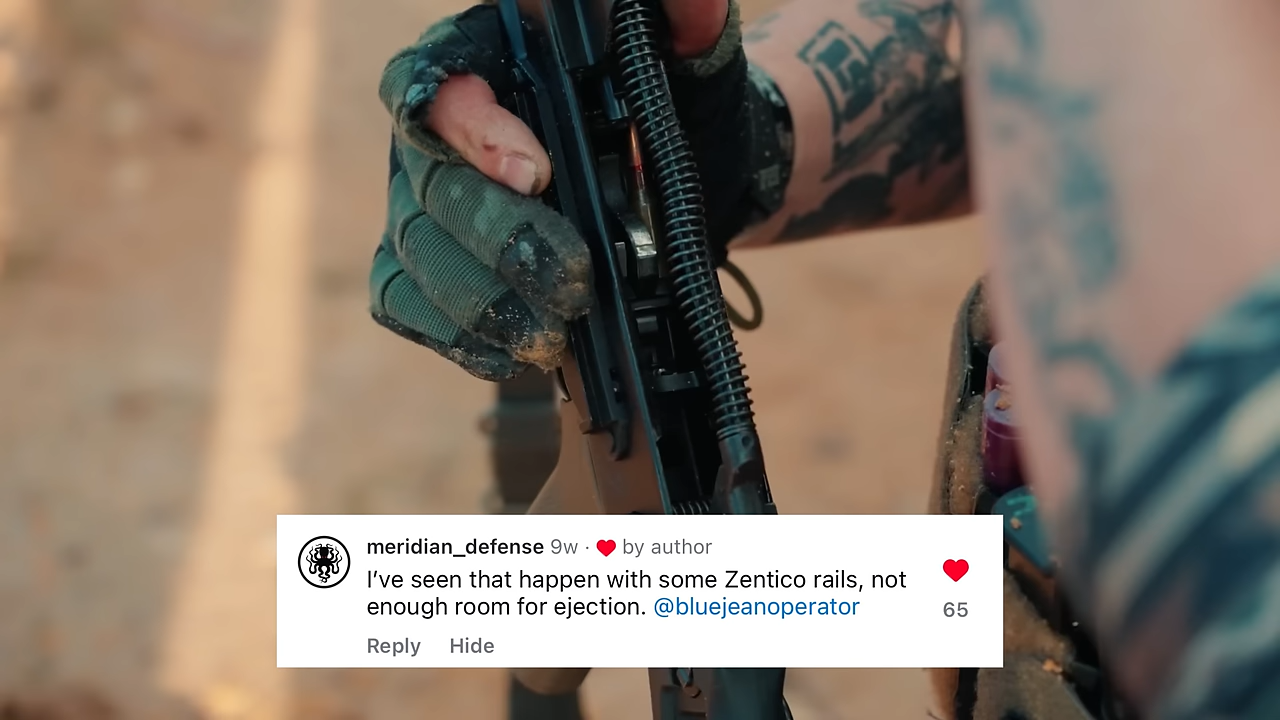 meridian_defense 9w · ❤️ by author
I’ve seen that happen with some Zentico rails, not
enough room for ejection. @bluejeanoperator
65
Reply Hide